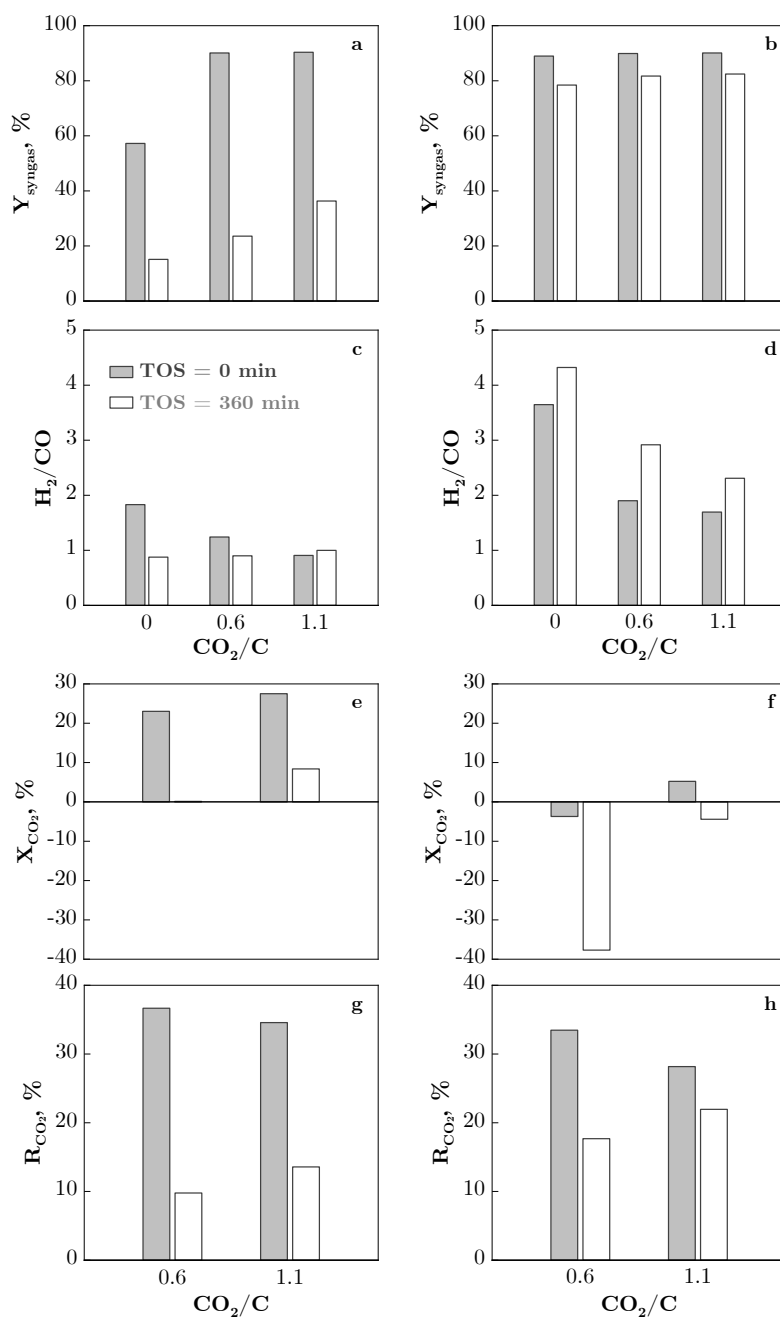 100
80
60
40
20
0
Y_syngas, %
a
100
80
60
40
20
0
Y_syngas, %
b
5
4
3
2
1
0
H₂/CO
c
TOS = 0 min
TOS = 360 min
0 0.6 1.1
CO₂/C
5
4
3
2
1
0
H₂/CO
d
0 0.6 1.1
CO₂/C
30
20
10
0
-10
-20
-30
-40
X_CO₂, %
e
30
20
10
0
-10
-20
-30
-40
X_CO₂, %
f
40
30
20
10
0
R_CO₂, %
g
0.6 1.1
CO₂/C
40
30
20
10
0
R_CO₂, %
h
0.6 1.1
CO₂/C